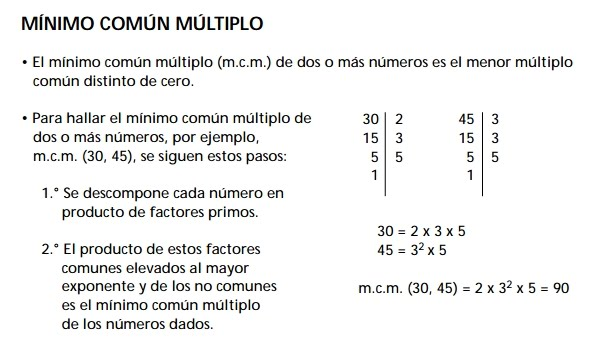 MÍNIMO COMÚN MÚLTIPLO
• El mínimo común múltiplo (m.c.m.) de dos o más números es el menor múltiplo
común distinto de cero.
• Para hallar el mínimo común múltiplo de
dos o más números, por ejemplo,
m.c.m. (30, 45), se siguen estos pasos:
1.° Se descompone cada número en
producto de factores primos.
2.° El producto de estos factores
comunes elevados al mayor
exponente y de los no comunes
es el mínimo común múltiplo
de los números dados.
30 | 2
15 | 3
5 | 5
1 |
45 | 3
15 | 3
5 | 5
1 |
30 = 2 x 3 x 5
45 = 3² x 5
m.c.m. (30, 45) = 2 x 3² x 5 = 90